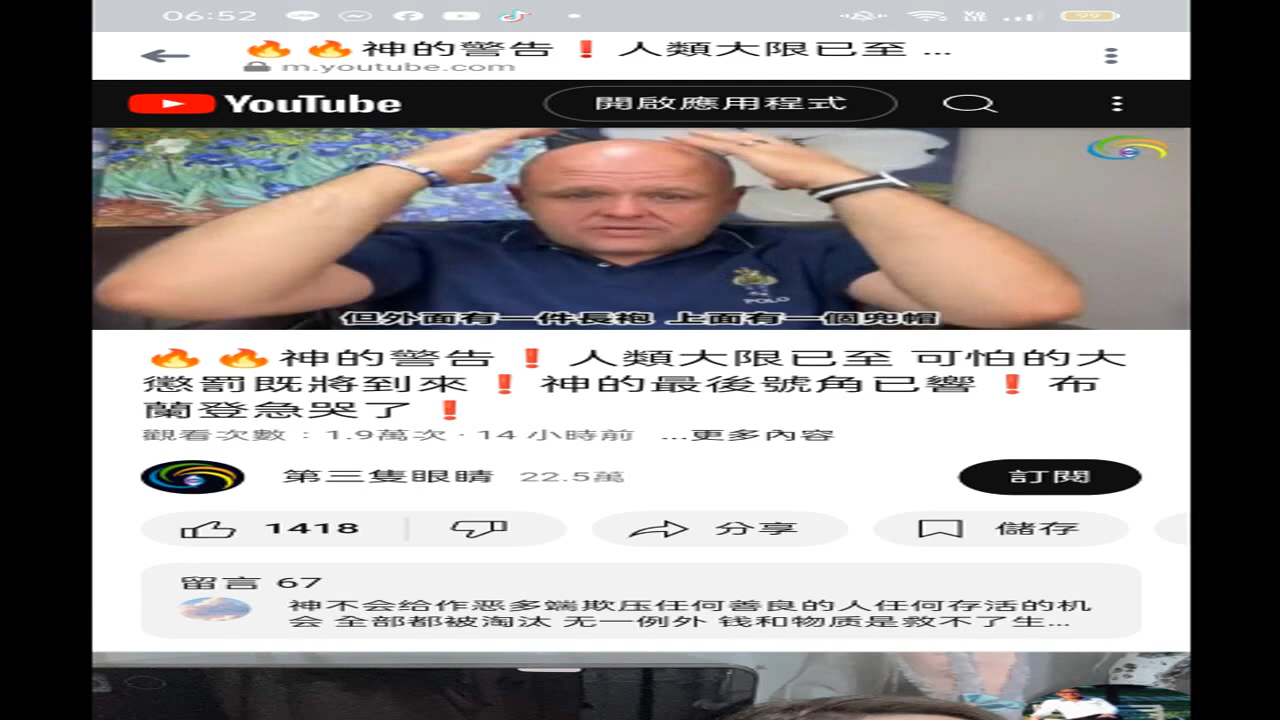 06:52
99
神的警告❗人類大限已至 ...
m.youtube.com
YouTube
開啟應用程式
POLO
但外面有一件長袍 上面有一個兜帽
🔥🔥神的警告❗人類大限已至 可怕的大
懲罰既將到來❗神的最後號角已響❗布
蘭登急哭了❗
觀看次數：1.9萬次 · 14 小時前 ...更多內容
第三隻眼睛 22.5萬
訂閱
1418
分享
儲存
留言 67
神不会给作恶多端欺压任何善良的人任何存活的机
会 全部都被淘汰 无一例外 钱和物质是救不了生...